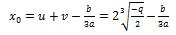 x₀ = u + v − b/3a = 2∛(−q/2) − b/3a